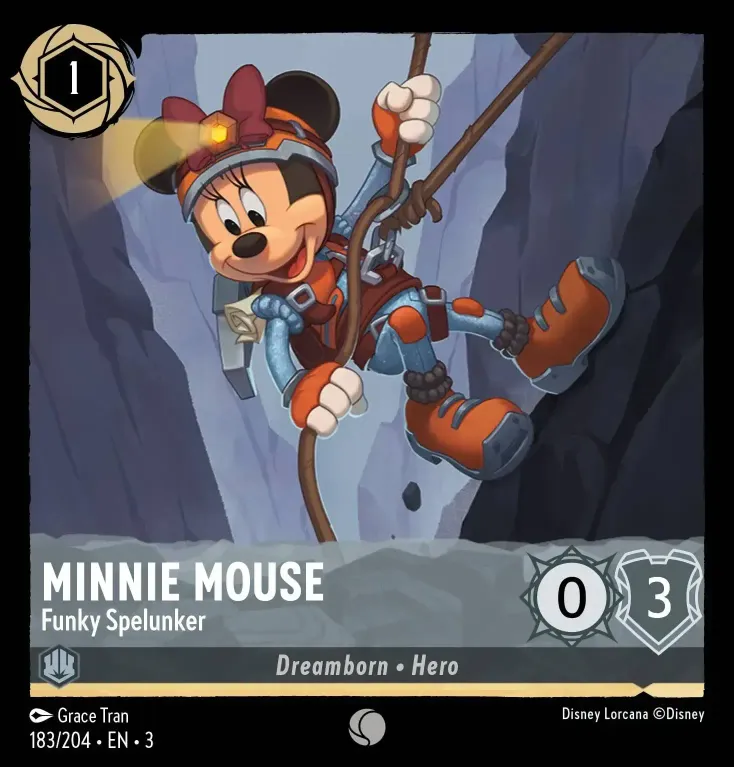 1
MINNIE MOUSE
Funky Spelunker
0
3
Dreamborn • Hero
Grace Tran
Disney Lorcana ©Disney
183/204 • EN • 3